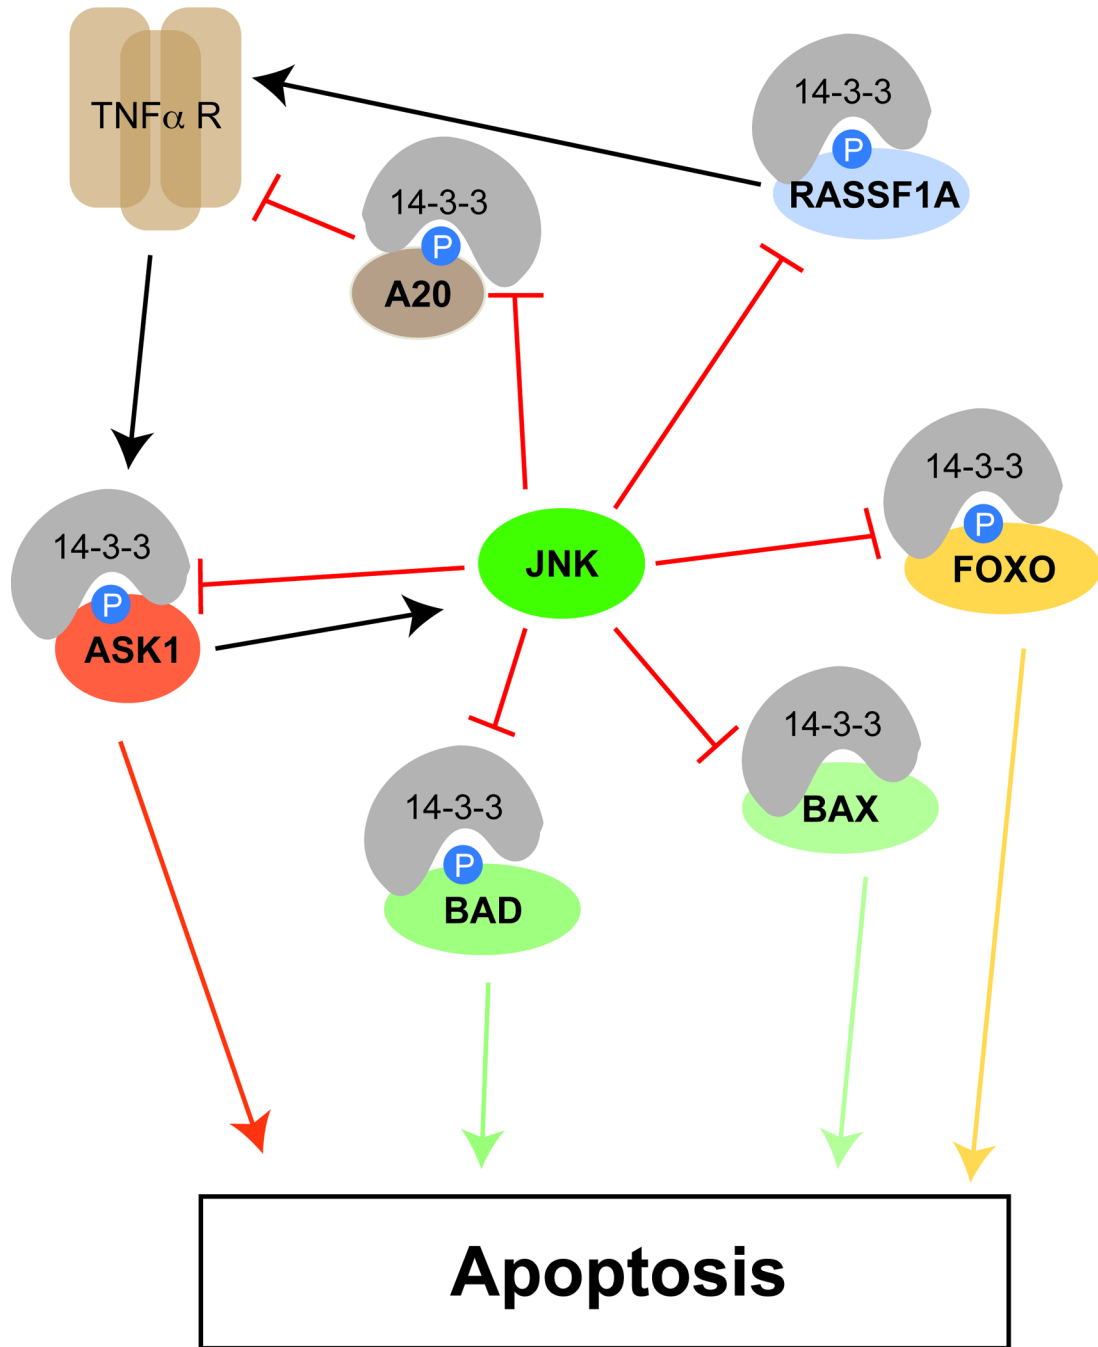 14-3-3
TNFα R
P
RASSF1A
14-3-3
P
A20
14-3-3
P
FOXO
14-3-3
JNK
P
ASK1
14-3-3
BAX
14-3-3
P
BAD
Apoptosis